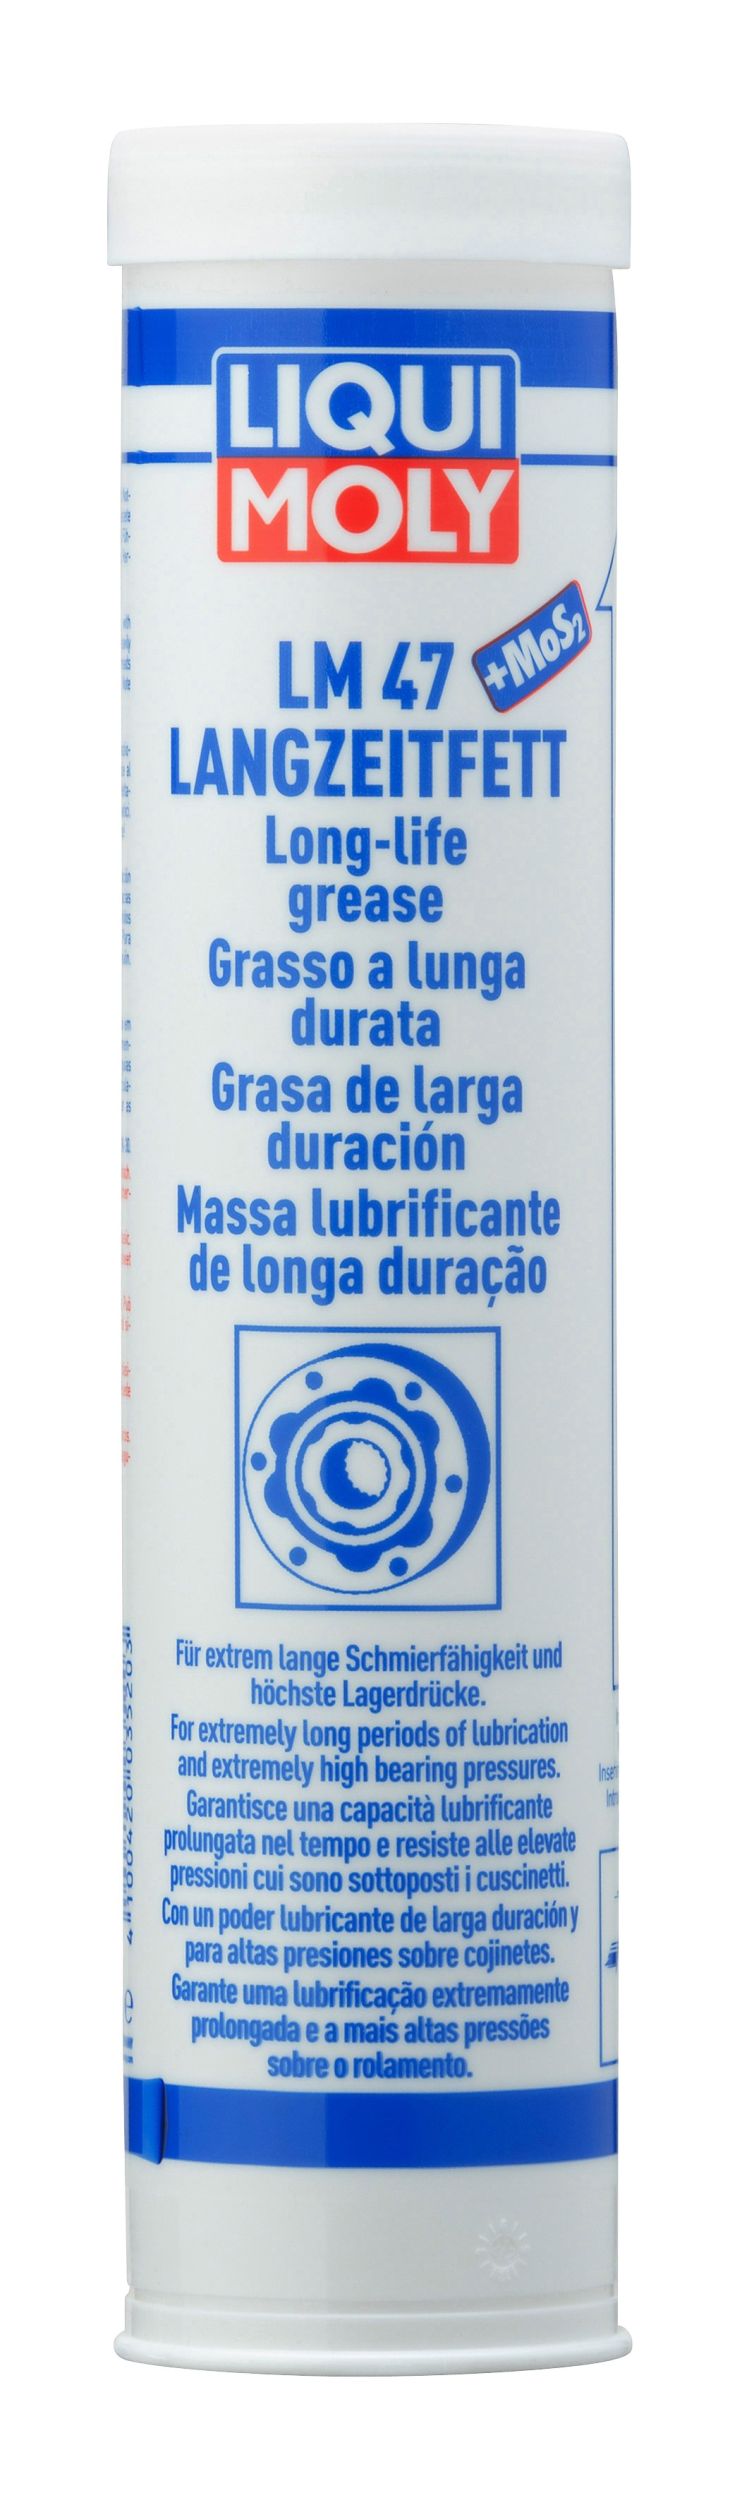 LIQUI
MOLY
+MoS2
LM 47
LANGZEITFETT
Long-life
grease
Grasso a lunga
durata
Grasa de larga
duración
Massa lubrificante
de longa duração
Für extrem lange Schmierfähigkeit und
höchste Lagerdrücke.
For extremely long periods of lubrication
and extremely high bearing pressures.
Garantisce una capacità lubrificante
prolungata nel tempo e resiste alle elevate
pressioni cui sono sottoposti i cuscinetti.
Con un poder lubricante de larga duración y
para altas presiones sobre cojinetes.
Garante uma lubrificação extremamente
prolongada e a mais altas pressões
sobre o rolamento.
4 100420 035203
e